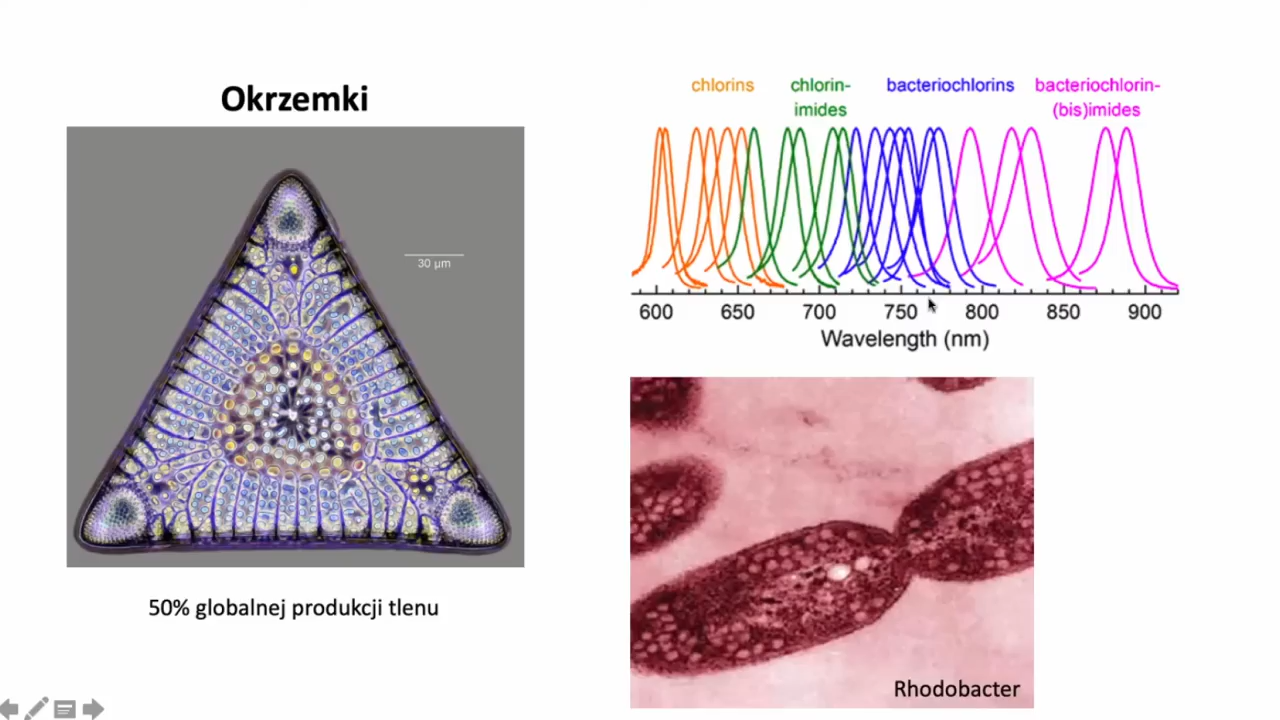 Okrzemki
30 µm
50% globalnej produkcji tlenu
chlorins
chlorin-
imides
bacteriochlorins
bacteriochlorin-
(bis)imides
600 650 700 750 800 850 900
Wavelength (nm)
Rhodobacter